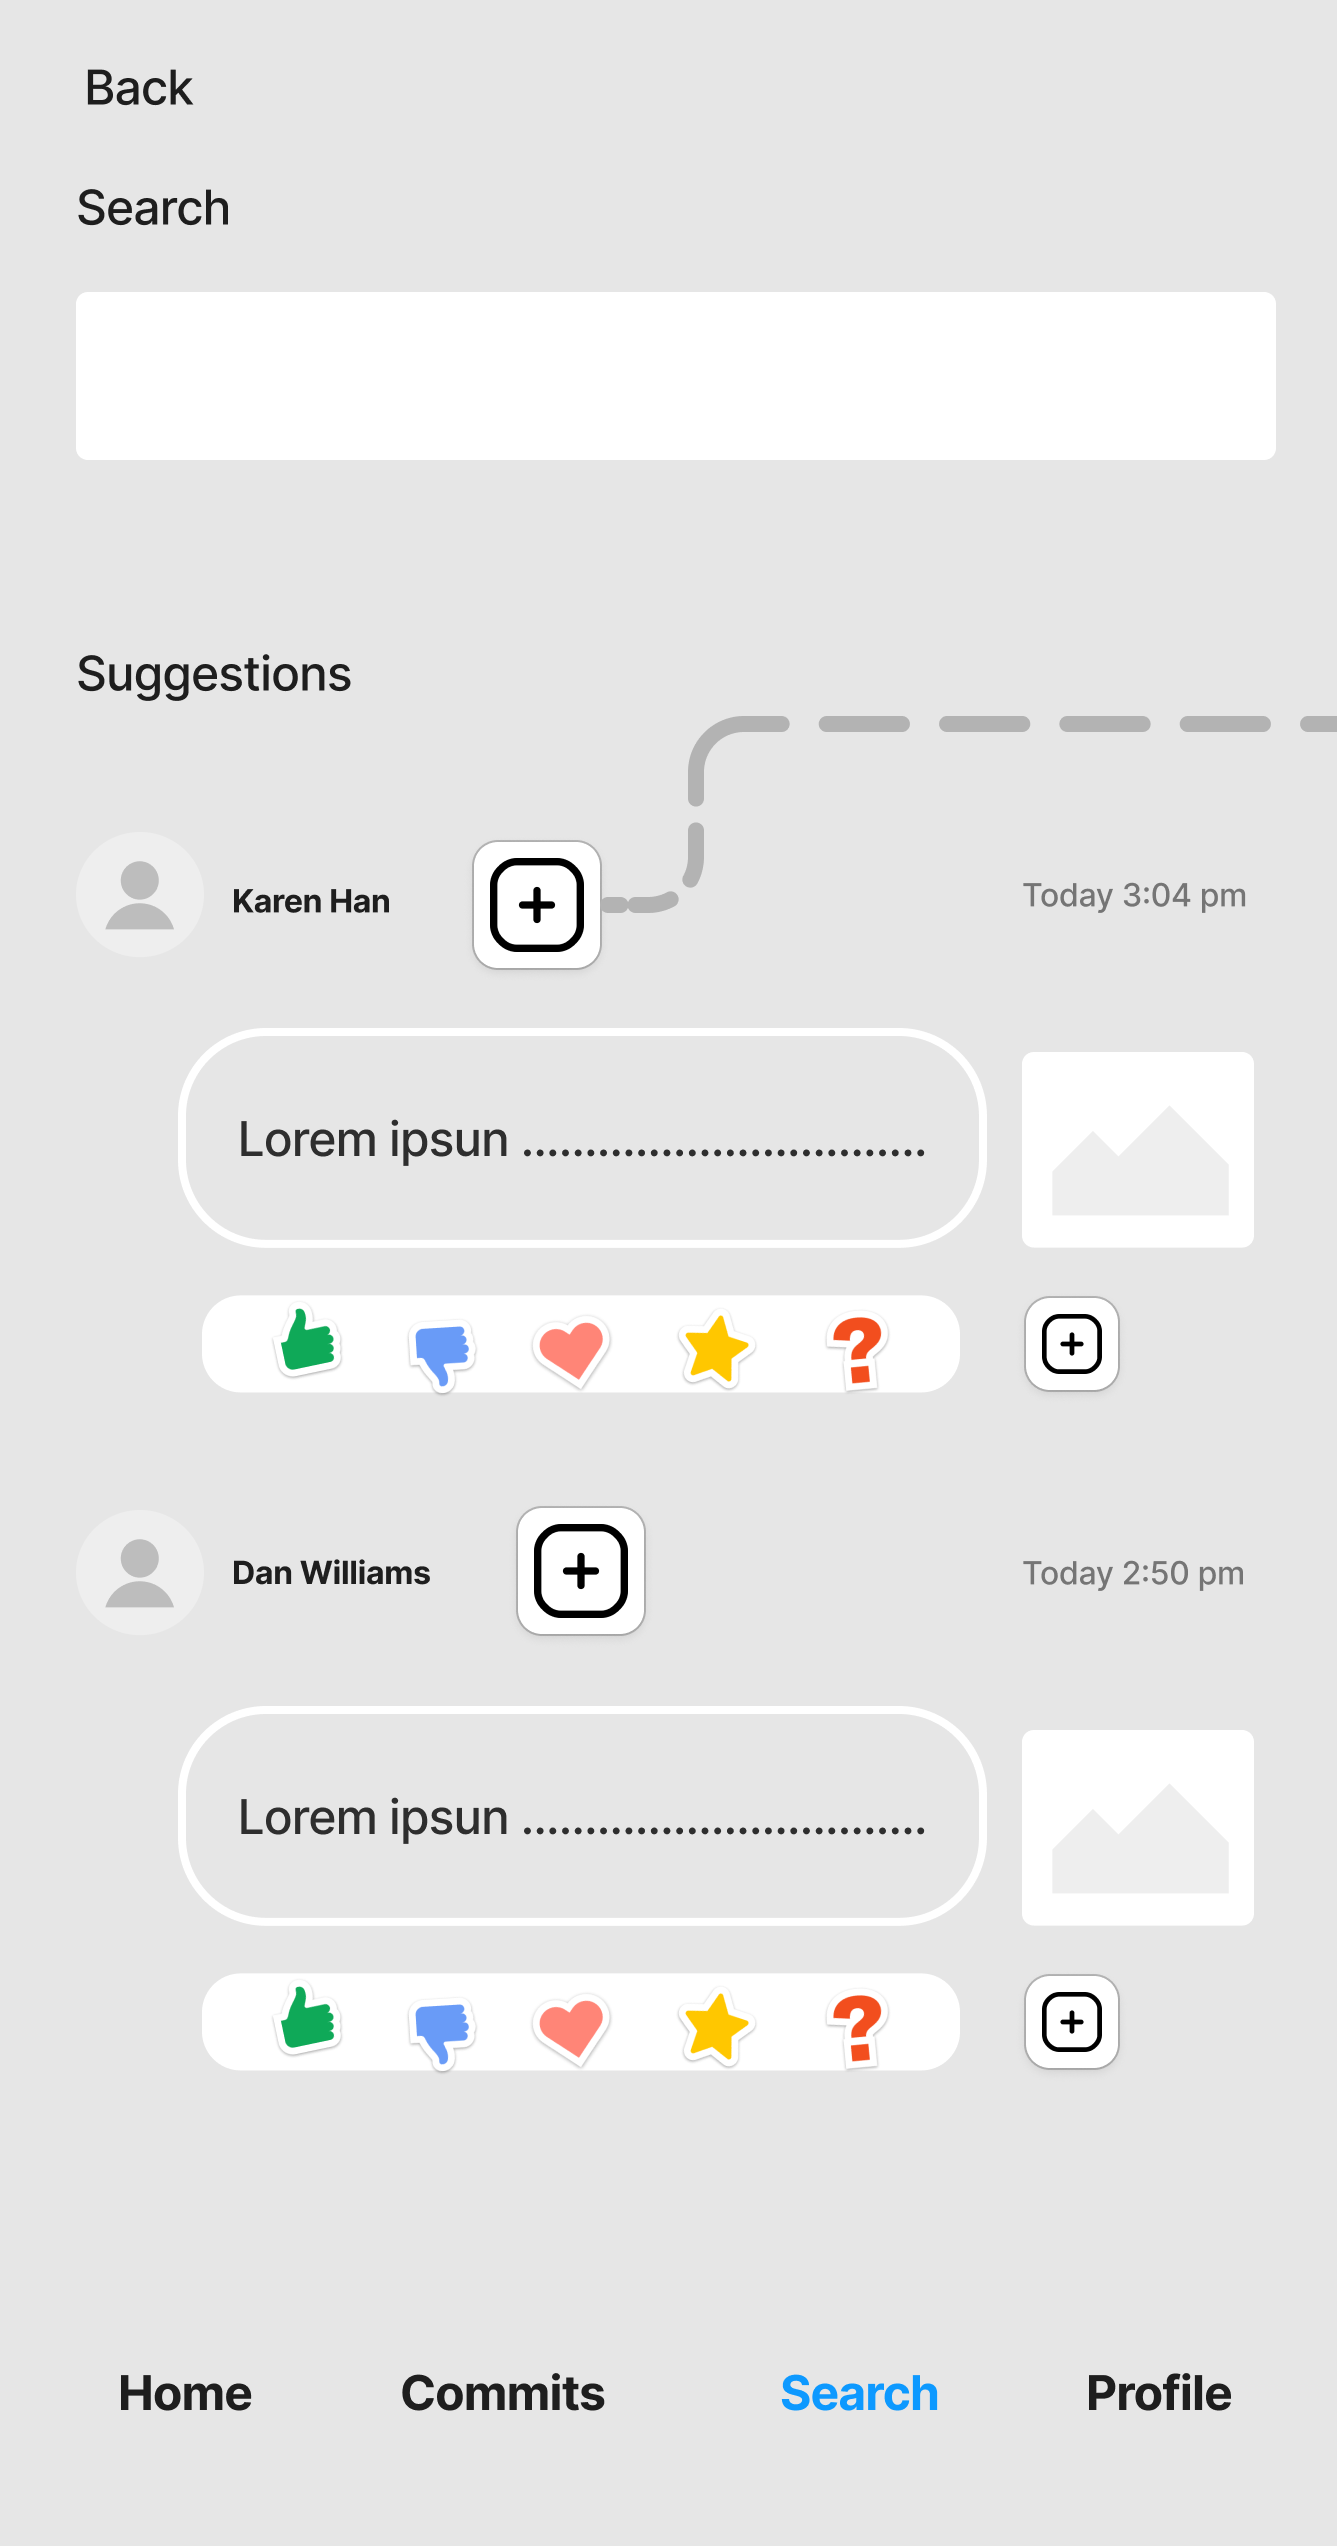 Back
Search
Suggestions
Karen Han
Today 3:04 pm
Lorem ipsun ................................
Dan Williams
Today 2:50 pm
Lorem ipsun ................................
Home Commits Search Profile